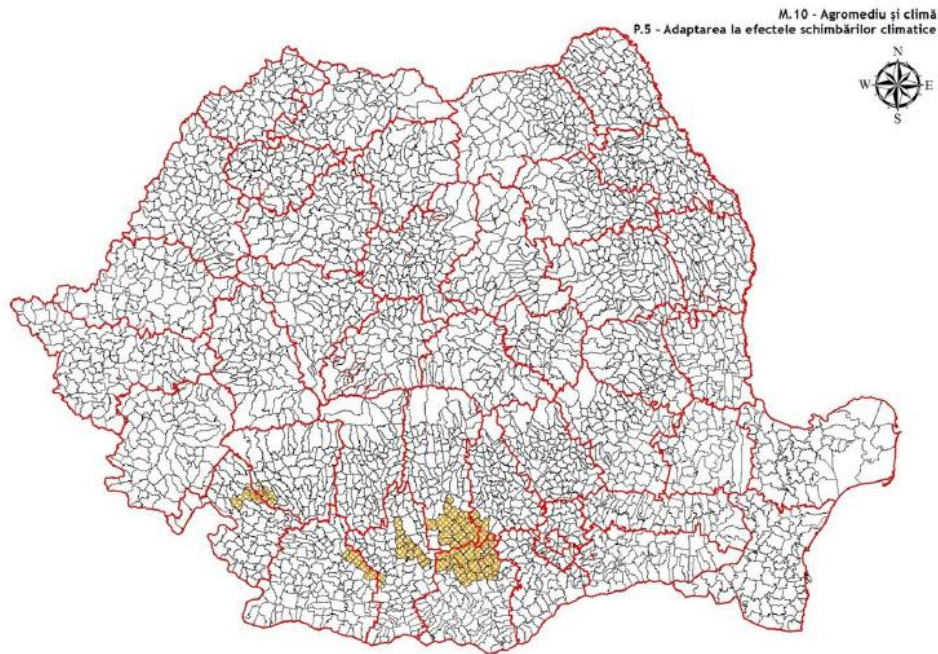 M.10 - Agromediu și climă
P.5 - Adaptarea la efectele schimbărilor climatice
N
W E
S